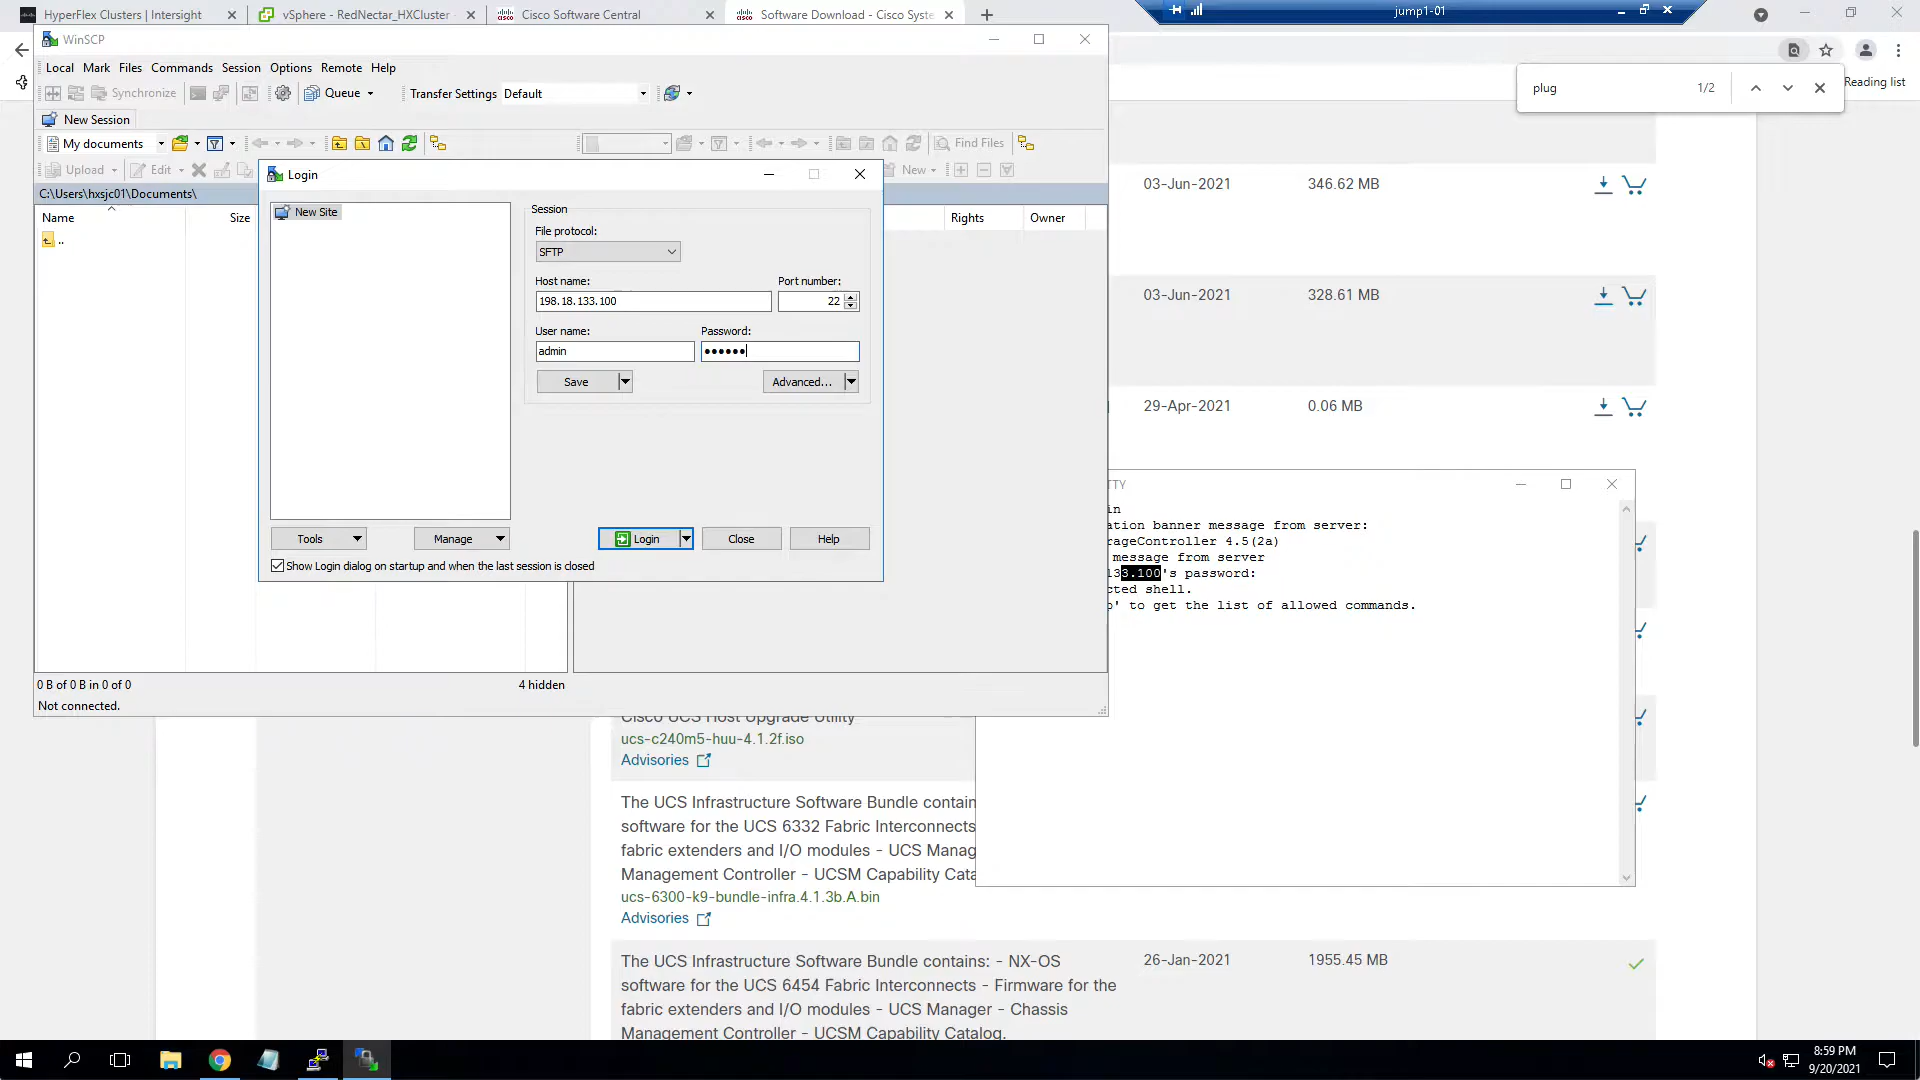 HyperFlex Clusters | Intersight
vSphere - RedNectar_HXCluster
Cisco Software Central
Software Download - Cisco Syste
jump1-01
WinSCP
Local Mark Files Commands Session Options Remote Help
Synchronize
Queue
Transfer Settings Default
New Session
My documents
Find Files
Upload
Edit
New
C:\Users\hxsjc01\Documents\
Name
Size
Rights
Owner
..
0 B of 0 B in 0 of 0
4 hidden
Not connected.
Login
New Site
Session
File protocol:
SFTP
Host name:
Port number:
198.18.133.100
22
User name:
Password:
admin
••••••
Save
Advanced...
Tools
Manage
Login
Close
Help
Show Login dialog on startup and when the last session is closed
plug
1/2
Reading list
03-Jun-2021
346.62 MB
03-Jun-2021
328.61 MB
29-Apr-2021
0.06 MB
TTY
in
ation banner message from server:
rageController 4.5(2a)
message from server
133.100's password:
cted shell.
' to get the list of allowed commands.
Cisco UCS Host Upgrade Utility
ucs-c240m5-huu-4.1.2f.iso
Advisories
The UCS Infrastructure Software Bundle contain
software for the UCS 6332 Fabric Interconnects
fabric extenders and I/O modules - UCS Manag
Management Controller - UCSM Capability Cata
ucs-6300-k9-bundle-infra.4.1.3b.A.bin
Advisories
The UCS Infrastructure Software Bundle contains: - NX-OS
software for the UCS 6454 Fabric Interconnects - Firmware for the
fabric extenders and I/O modules - UCS Manager - Chassis
Management Controller - UCSM Capability Catalog.
26-Jan-2021
1955.45 MB
8:59 PM
9/20/2021